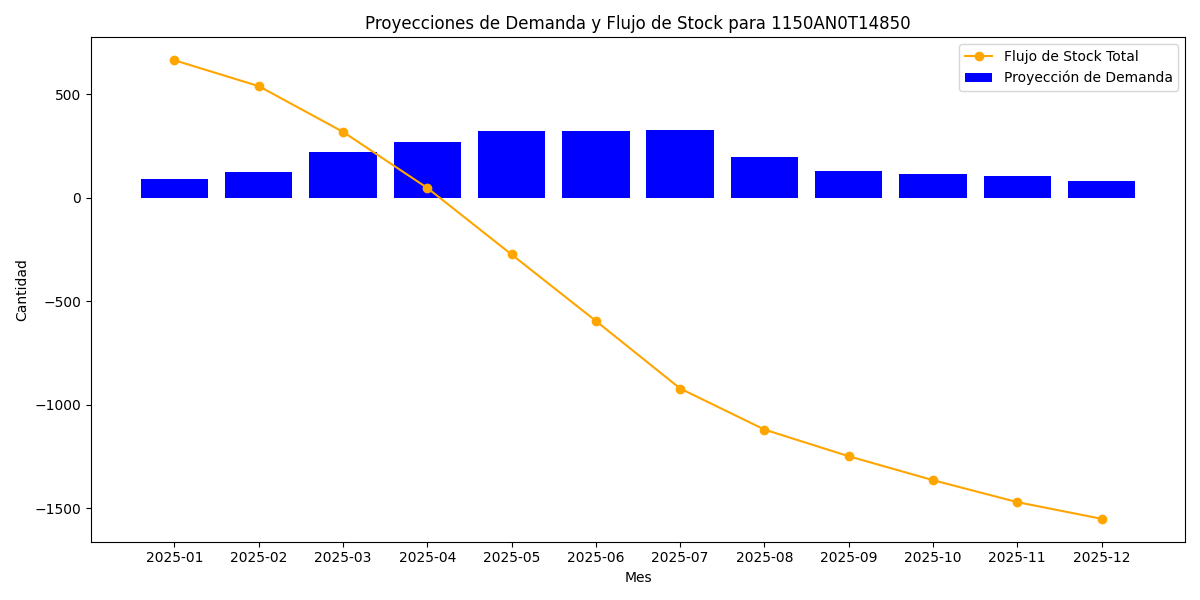 Proyecciones de Demanda y Flujo de Stock para 1150AN0T14850
Flujo de Stock Total
Proyección de Demanda
Cantidad
500
0
−500
−1000
−1500
2025-01 2025-02 2025-03 2025-04 2025-05 2025-06 2025-07 2025-08 2025-09 2025-10 2025-11 2025-12
Mes